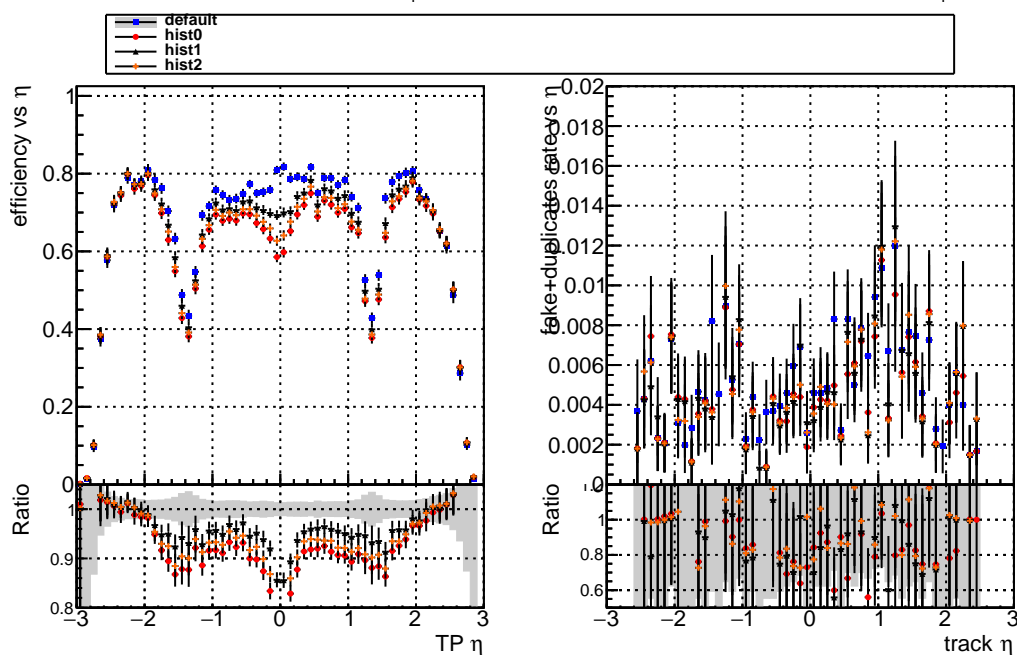 default
hist0
hist1
hist2
efficiency vs η
1
0.8
0.6
0.4
0.2
0
Ratio
1
0.9
0.8
−3 −2 −1 0 1 2 3
TP η
fake+duplicates rate vs η
0.02
0.018
0.016
0.014
0.012
0.01
0.008
0.006
0.004
0.002
0
Ratio
1
0.8
0.6
−3 −2 −1 0 1 2 3
track η